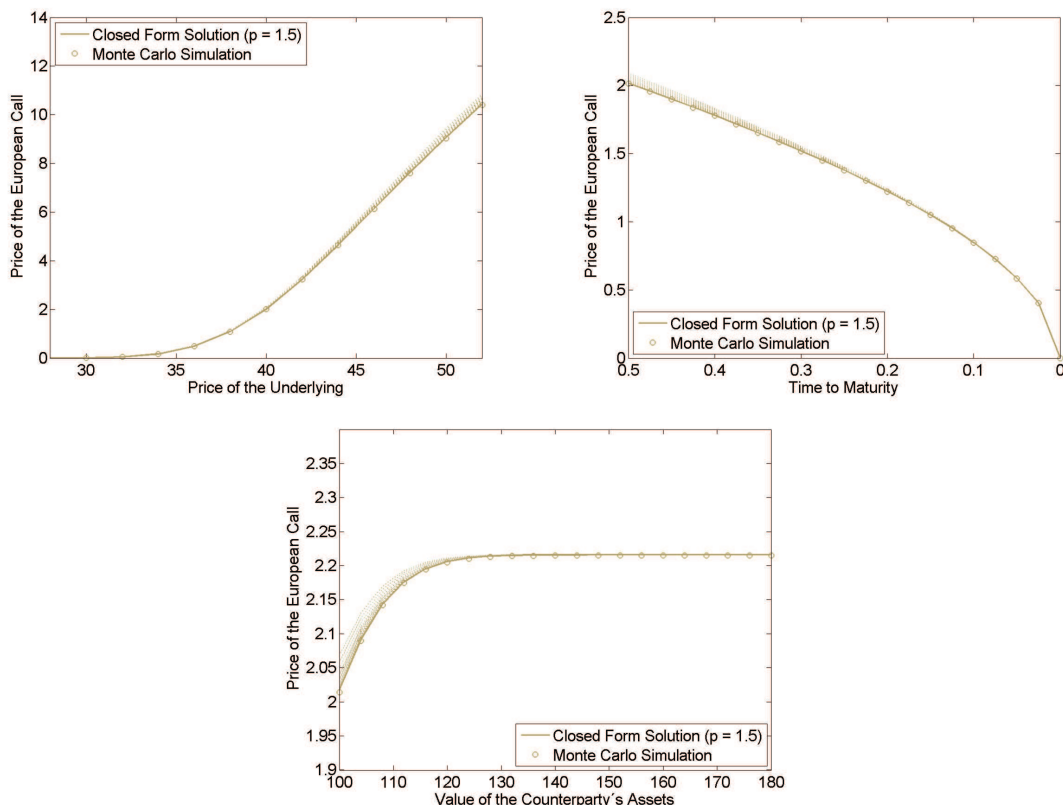 14
12
10
8
6
4
2
0
30 35 40 45 50
Price of the European Call
Price of the Underlying
Closed Form Solution (p = 1.5)
Monte Carlo Simulation
2.5
2
1.5
1
0.5
0
0.5 0.4 0.3 0.2 0.1 0
Price of the European Call
Time to Maturity
Closed Form Solution (p = 1.5)
Monte Carlo Simulation
2.35
2.3
2.25
2.2
2.15
2.1
2.05
2
1.95
1.9
100 110 120 130 140 150 160 170 180
Price of the European Call
Value of the Counterparty´s Assets
Closed Form Solution (p = 1.5)
Monte Carlo Simulation